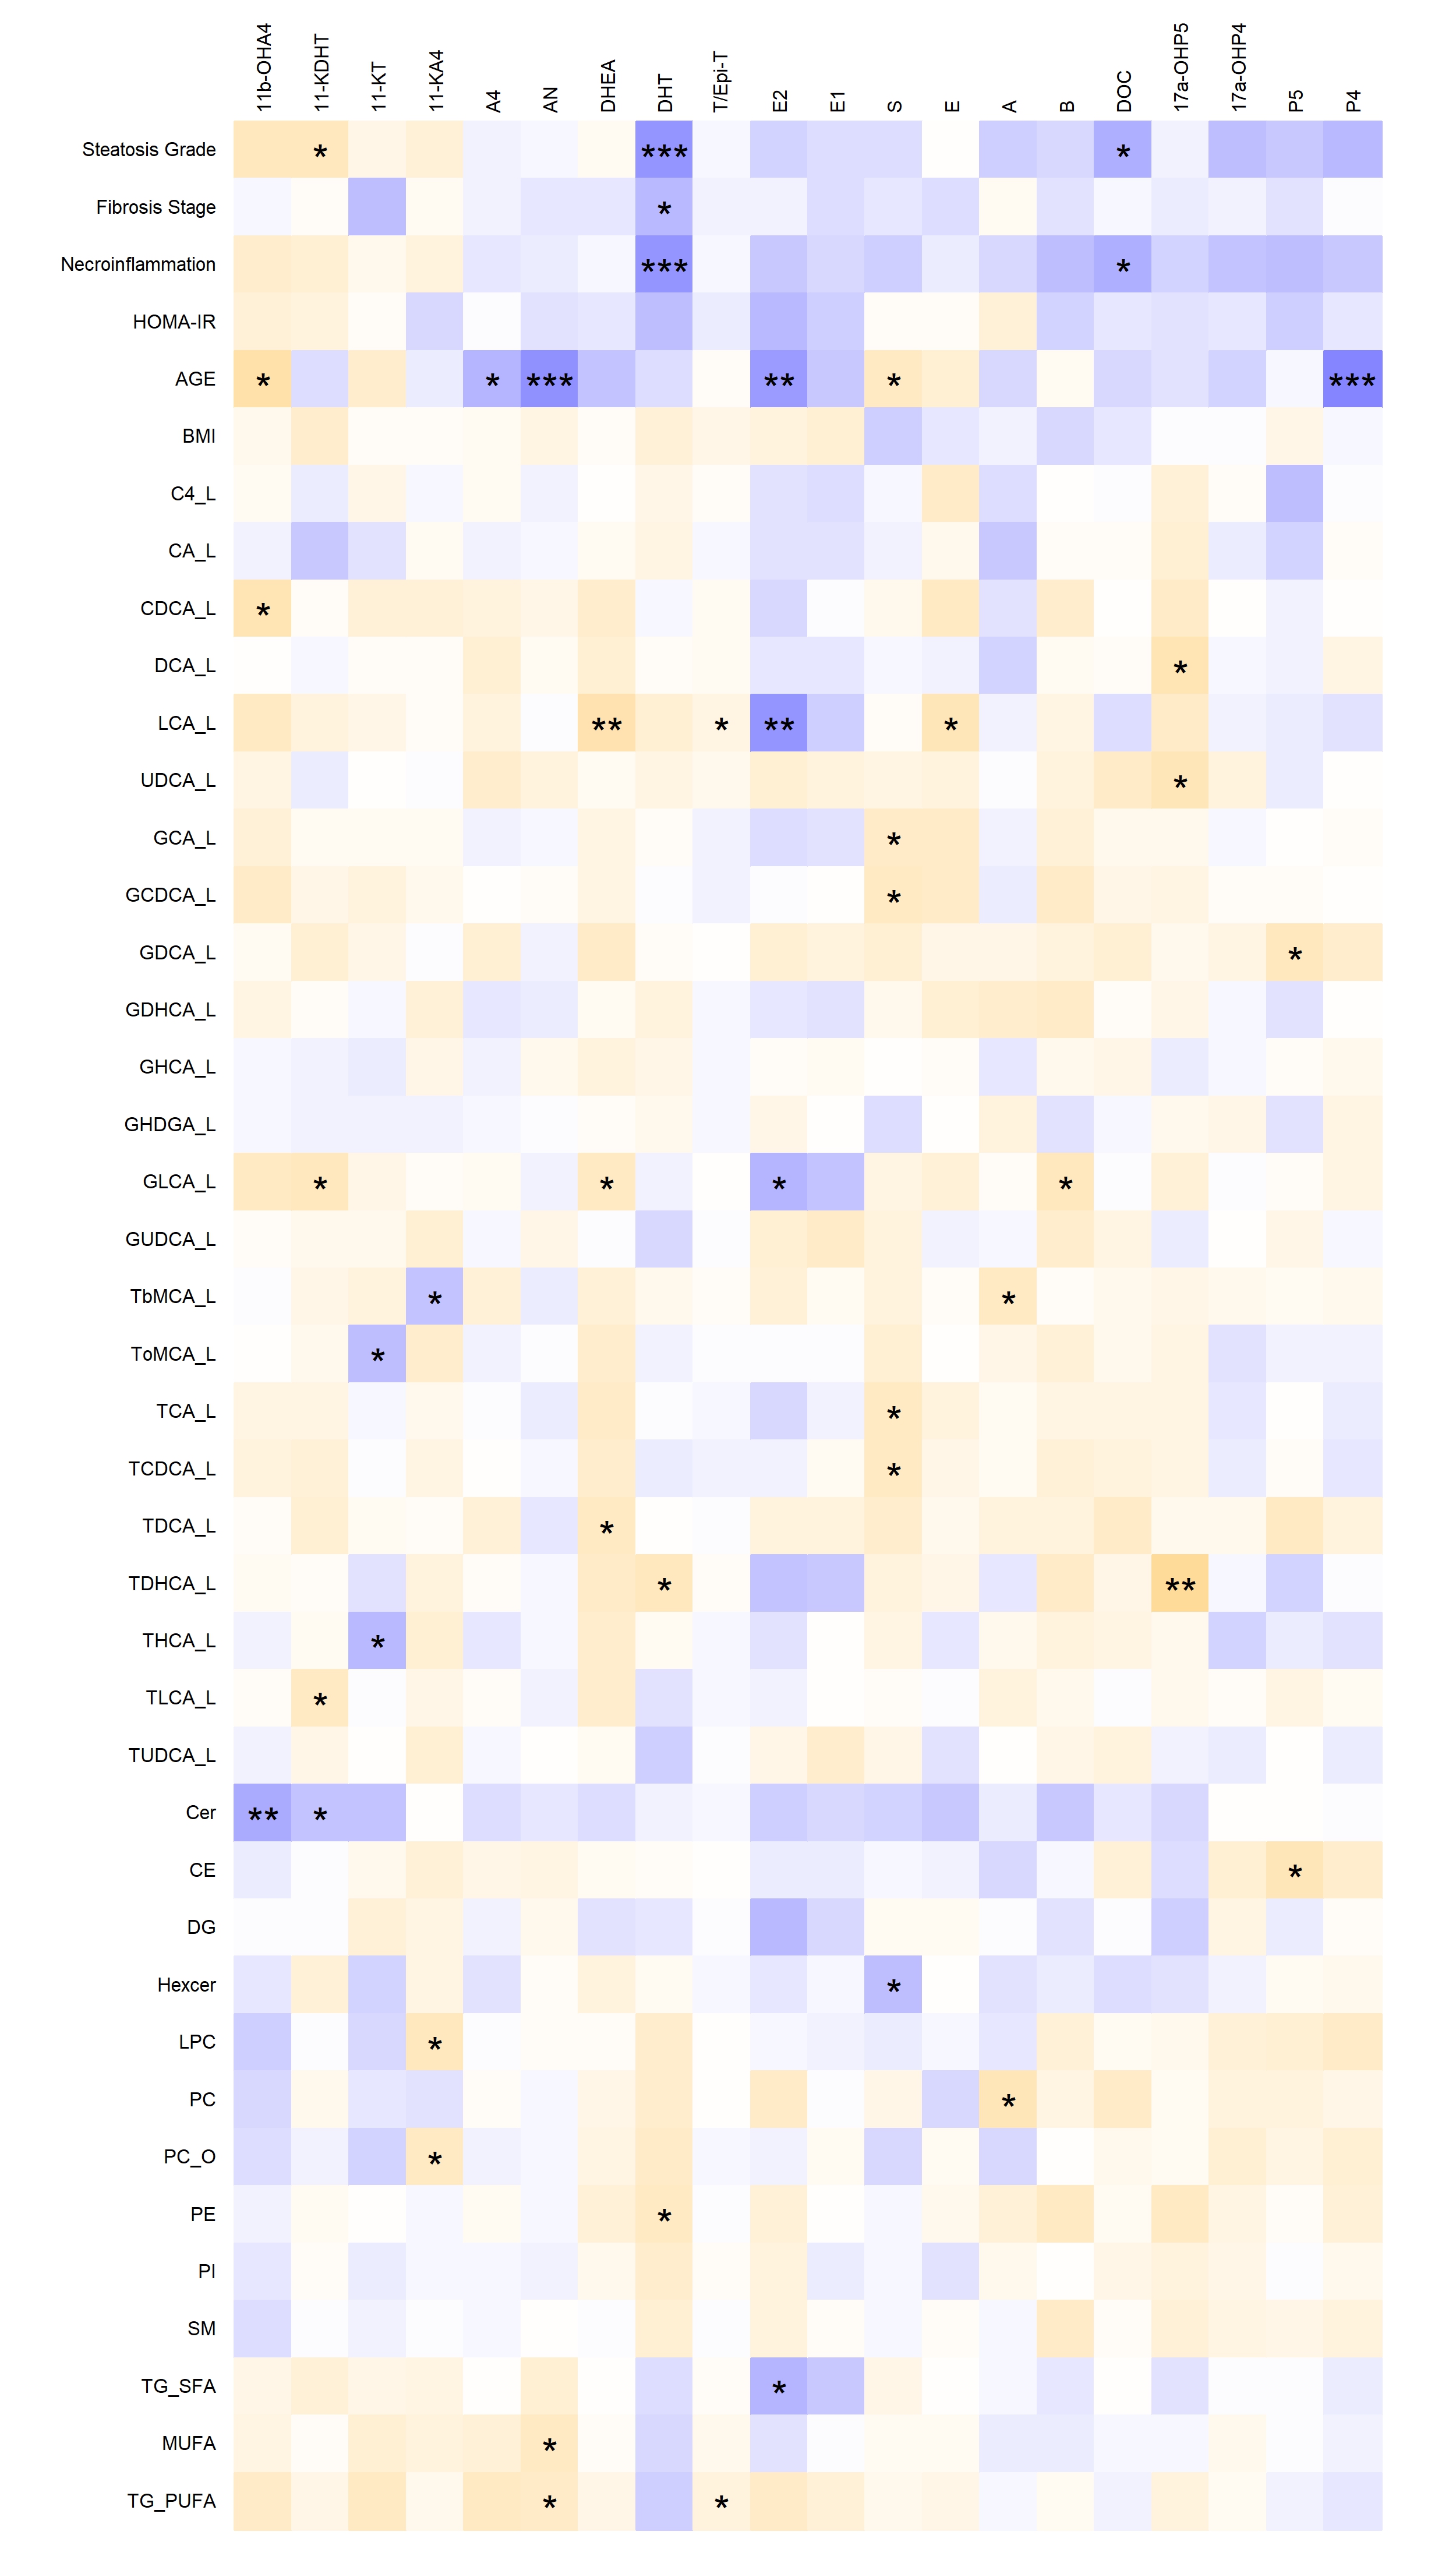 11b-OHA4 11-KDHT 11-KT 11-KA4 A4 AN DHEA DHT T/Epi-T E2 E1 S E A B DOC 17a-OHP5 17a-OHP4 P5 P4
Steatosis Grade * *** *
Fibrosis Stage *
Necroinflammation *** *
HOMA-IR
AGE * * *** ** * ***
BMI
C4_L
CA_L
CDCA_L *
DCA_L *
LCA_L ** * ** *
UDCA_L *
GCA_L *
GCDCA_L *
GDCA_L *
GDHCA_L
GHCA_L
GHDGA_L
GLCA_L * * * *
GUDCA_L
TbMCA_L * *
ToMCA_L *
TCA_L *
TCDCA_L *
TDCA_L *
TDHCA_L * **
THCA_L *
TLCA_L *
TUDCA_L
Cer ** *
CE *
DG
Hexcer *
LPC *
PC *
PC_O *
PE *
PI
SM
TG_SFA *
MUFA *
TG_PUFA * *